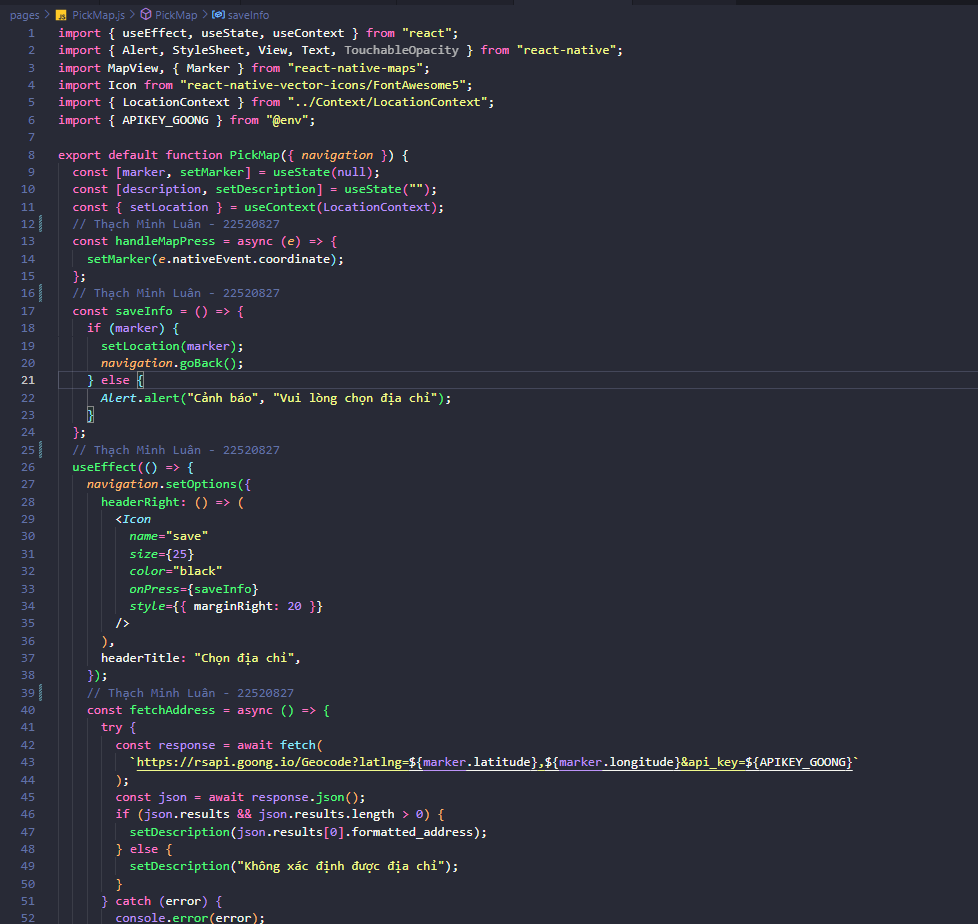 pages > PickMap.js > PickMap > saveInfo
1 import { useEffect, useState, useContext } from "react";
2 import { Alert, StyleSheet, View, Text, TouchableOpacity } from "react-native";
3 import MapView, { Marker } from "react-native-maps";
4 import Icon from "react-native-vector-icons/FontAwesome5";
5 import { LocationContext } from "../Context/LocationContext";
6 import { APIKEY_GOONG } from "@env";
7
8 export default function PickMap({ navigation }) {
9   const [marker, setMarker] = useState(null);
10   const [description, setDescription] = useState("");
11   const { setLocation } = useContext(LocationContext);
12   // Thạch Minh Luân - 22520827
13   const handleMapPress = async (e) => {
14     setMarker(e.nativeEvent.coordinate);
15   };
16   // Thạch Minh Luân - 22520827
17   const saveInfo = () => {
18     if (marker) {
19       setLocation(marker);
20       navigation.goBack();
21     } else {
22       Alert.alert("Cảnh báo", "Vui lòng chọn địa chỉ");
23     }
24   };
25   // Thạch Minh Luân - 22520827
26   useEffect(() => {
27     navigation.setOptions({
28       headerRight: () => (
29         <Icon
30           name="save"
31           size={25}
32           color="black"
33           onPress={saveInfo}
34           style={{ marginRight: 20 }}
35         />
36       ),
37       headerTitle: "Chọn địa chỉ",
38     });
39     // Thạch Minh Luân - 22520827
40     const fetchAddress = async () => {
41       try {
42         const response = await fetch(
43           `https://rsapi.goong.io/Geocode?latlng=${marker.latitude},${marker.longitude}&api_key=${APIKEY_GOONG}`
44         );
45         const json = await response.json();
46         if (json.results && json.results.length > 0) {
47           setDescription(json.results[0].formatted_address);
48         } else {
49           setDescription("Không xác định được địa chỉ");
50         }
51       } catch (error) {
52         console.error(error);